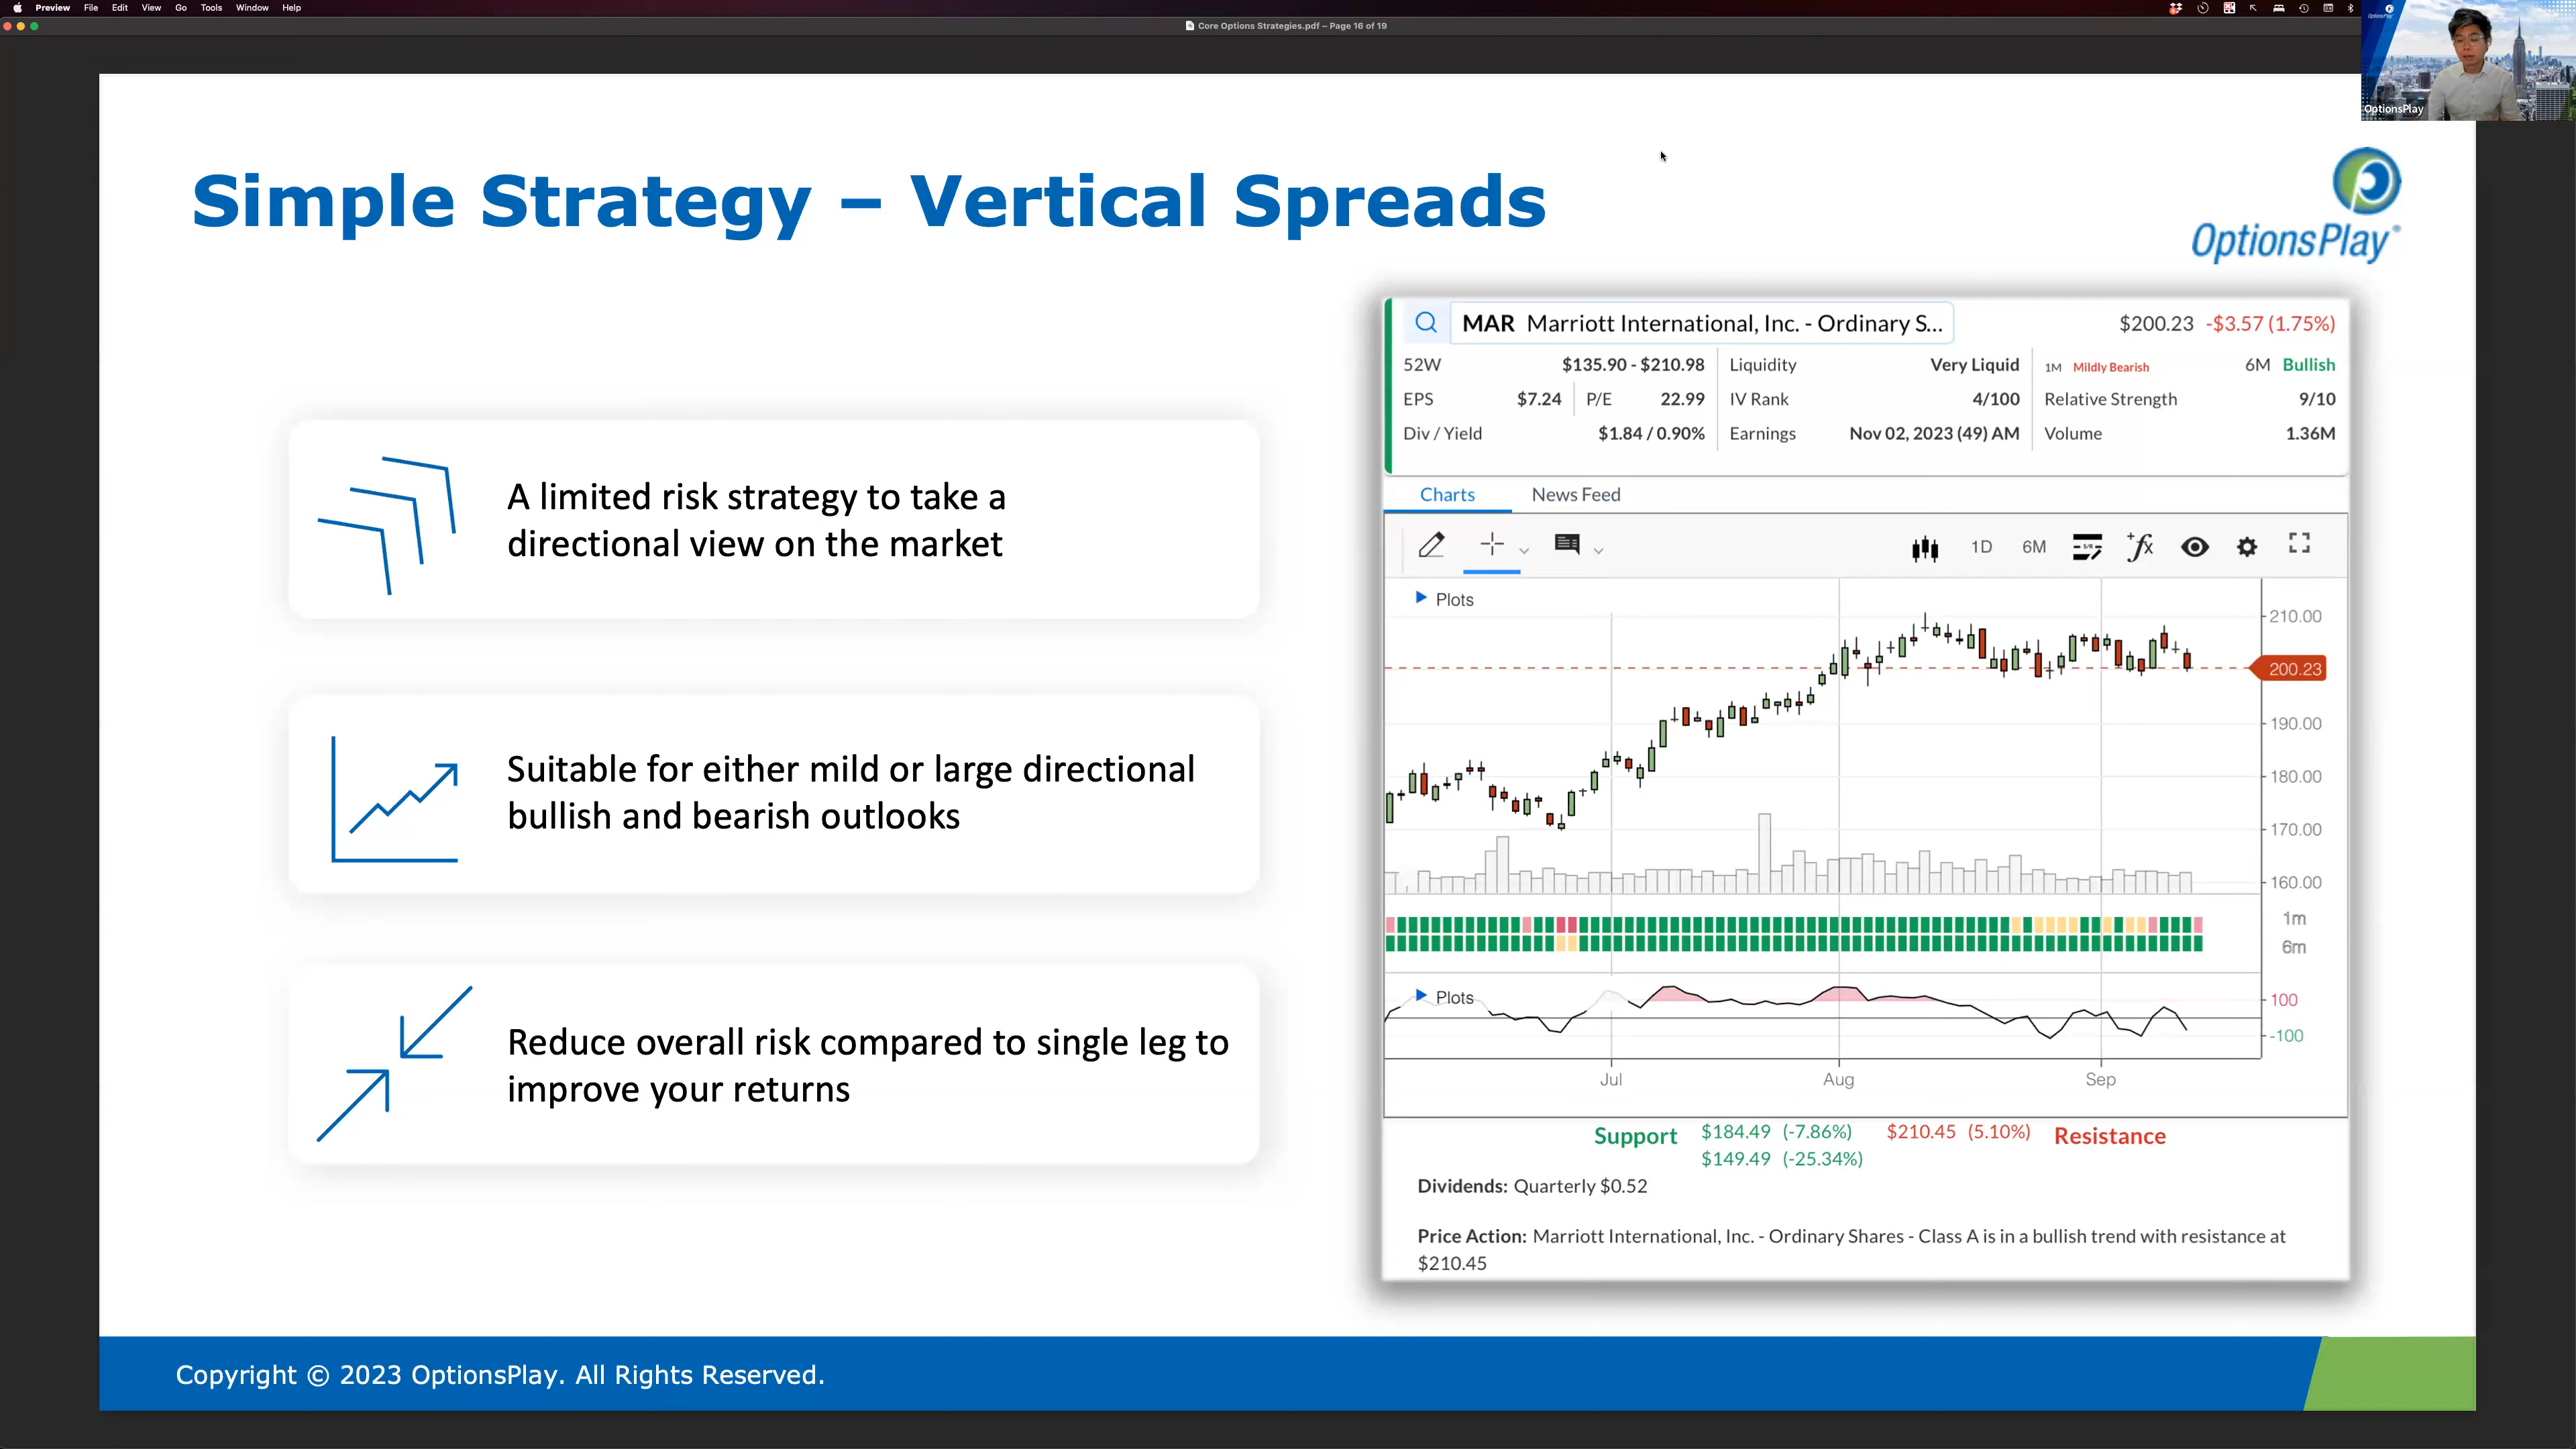 Preview File Edit View Go Tools Window Help
Core Options Strategies.pdf – Page 16 of 19
OptionsPlay
Simple Strategy – Vertical Spreads
OptionsPlay
A limited risk strategy to take a
directional view on the market
Suitable for either mild or large directional
bullish and bearish outlooks
Reduce overall risk compared to single leg to
improve your returns
MAR Marriott International, Inc. - Ordinary S... $200.23 -$3.57 (1.75%)
52W $135.90 - $210.98 Liquidity Very Liquid 1M Mildly Bearish 6M Bullish
EPS $7.24 P/E 22.99 IV Rank 4/100 Relative Strength 9/10
Div / Yield $1.84 / 0.90% Earnings Nov 02, 2023 (49) AM Volume 1.36M
Charts News Feed
1D 6M
Plots
210.00
200.23
190.00
180.00
170.00
160.00
1m
6m
Plots
100
-100
Jul Aug Sep
Support $184.49 (-7.86%) $210.45 (5.10%) Resistance
$149.49 (-25.34%)
Dividends: Quarterly $0.52
Price Action: Marriott International, Inc. - Ordinary Shares - Class A is in a bullish trend with resistance at
$210.45
Copyright © 2023 OptionsPlay. All Rights Reserved.